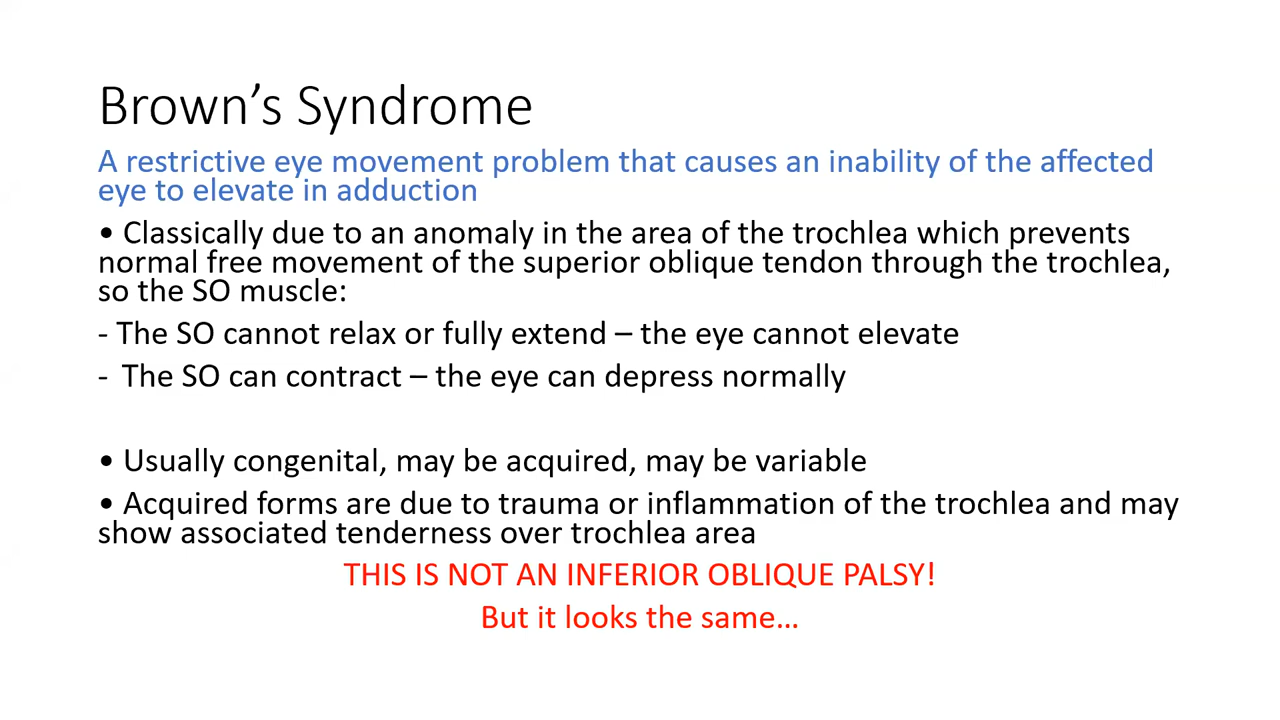 Brown’s Syndrome
A restrictive eye movement problem that causes an inability of the affected
eye to elevate in adduction
• Classically due to an anomaly in the area of the trochlea which prevents
normal free movement of the superior oblique tendon through the trochlea,
so the SO muscle:
- The SO cannot relax or fully extend – the eye cannot elevate
- The SO can contract – the eye can depress normally
• Usually congenital, may be acquired, may be variable
• Acquired forms are due to trauma or inflammation of the trochlea and may
show associated tenderness over trochlea area
THIS IS NOT AN INFERIOR OBLIQUE PALSY!
But it looks the same…